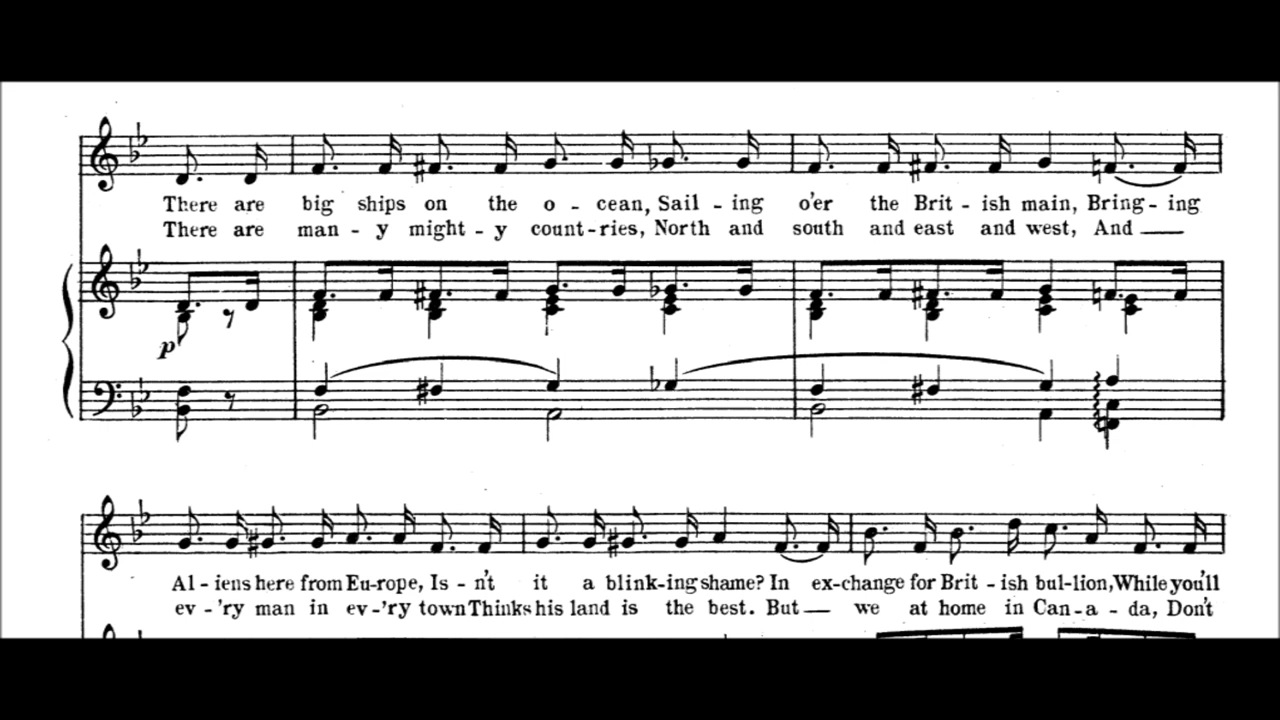 There are big ships on the o - cean, Sail - ing o'er the Brit - ish main, Bring - ing
There are man - y might - y count - ries, North and south and east and west, And
p
Al - iens here from Eu - rope, Is - n't it a blink - ing shame? In ex - change for Brit - ish bul - lion, While you'll
ev - 'ry man in ev - 'ry town Thinks his land is the best. But we at home in Can - a - da, Don't